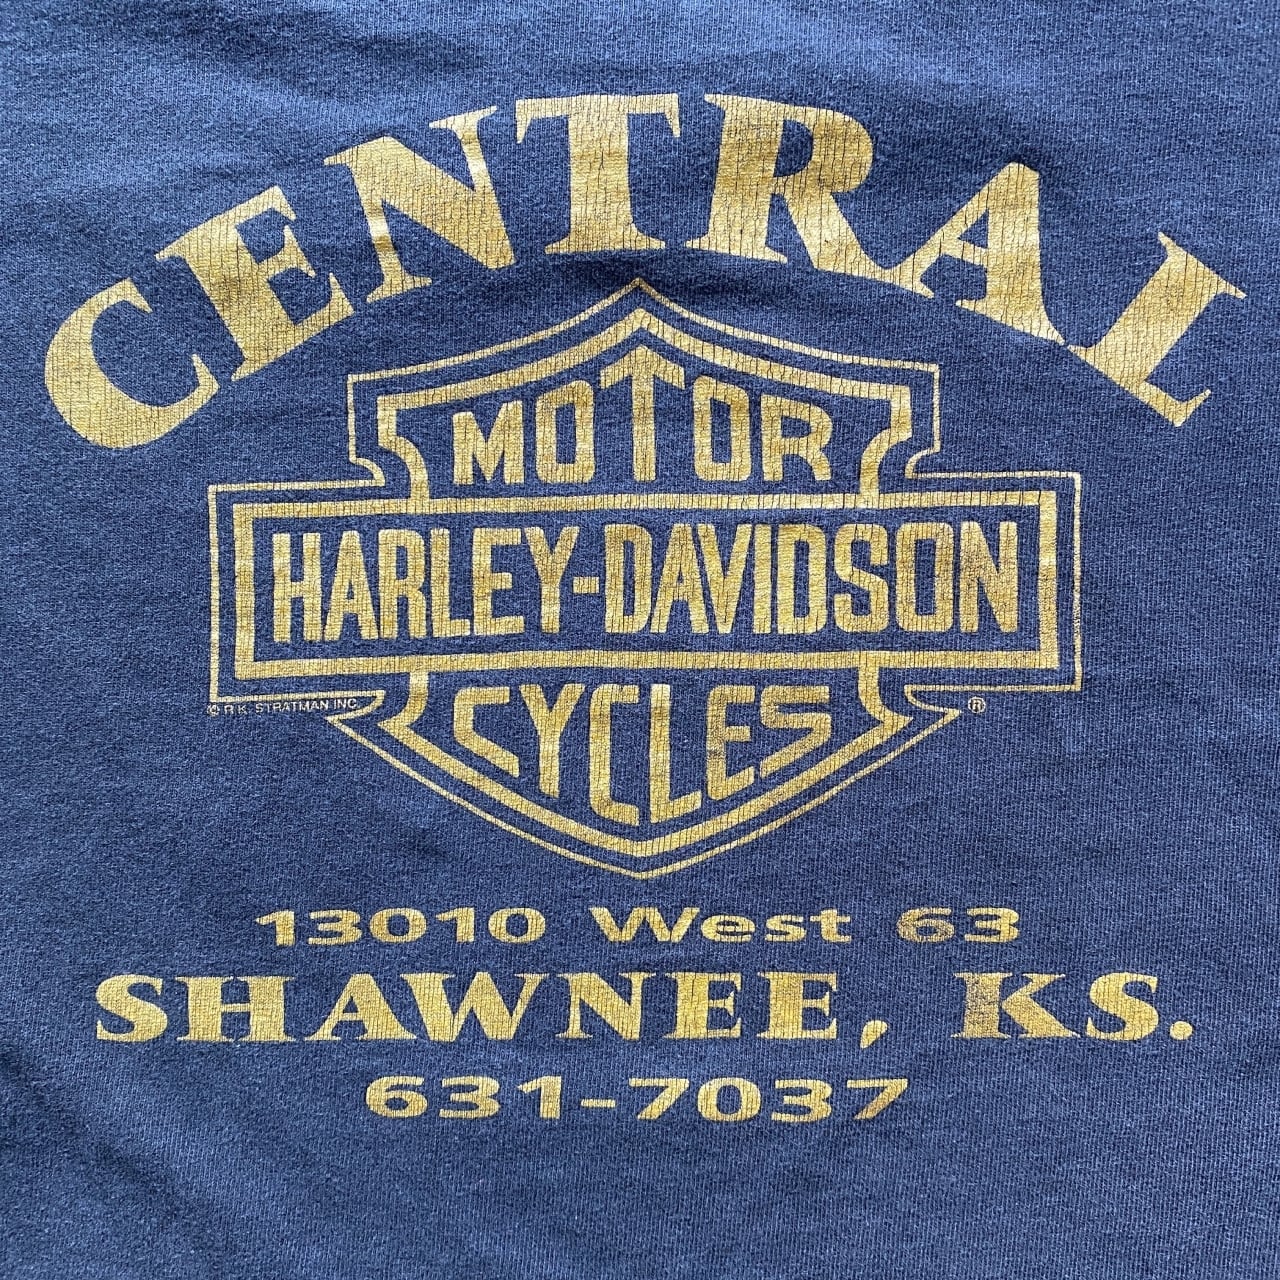 CENTRAL
MOTOR
HARLEY-DAVIDSON
CYCLES
© R.K. STRATMAN INC.
®
13010 West 63
SHAWNEE, KS.
631-7037